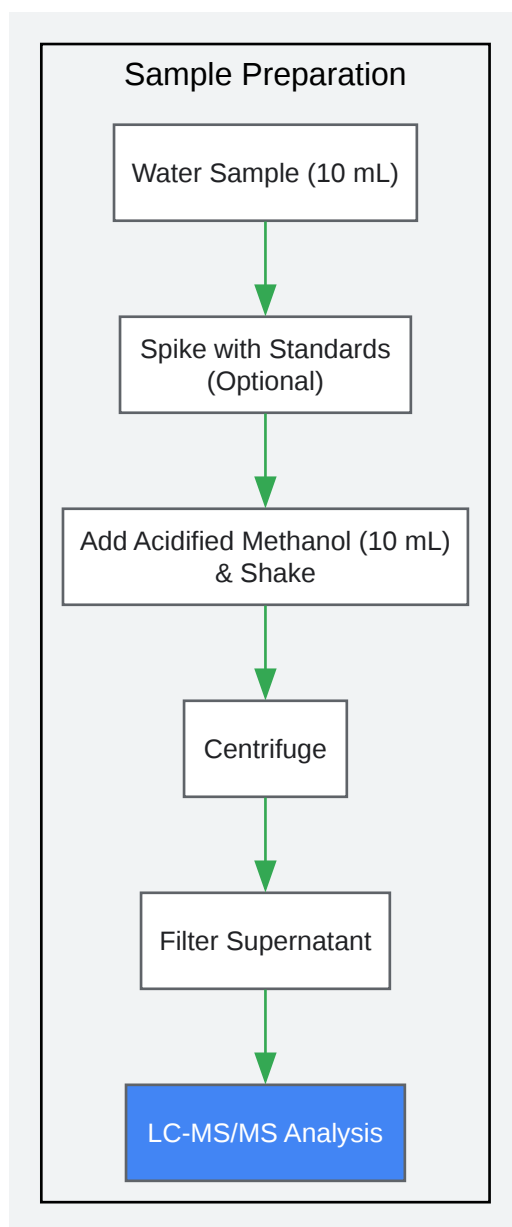 Sample Preparation
Water Sample (10 mL)
Spike with Standards
(Optional)
Add Acidified Methanol (10 mL)
& Shake
Centrifuge
Filter Supernatant
LC-MS/MS Analysis